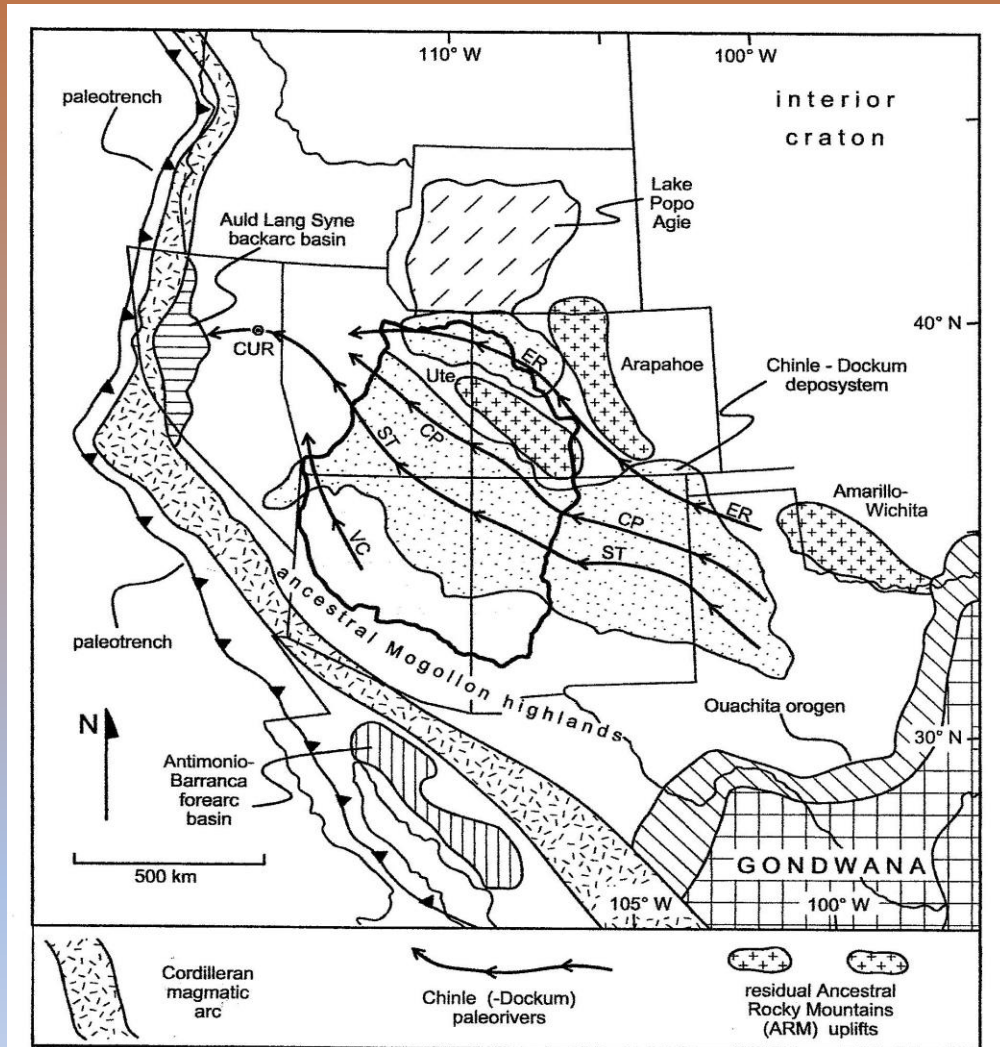 110° W
100° W
paleotrench
interior
craton
Lake
Popo
Agie
Auld Lang Syne
backarc basin
40° N
CUR
ER
Arapahoe
Chinle - Dockum
deposystem
Ute
CP
ST
Amarillo-
Wichita
ER
CP
VC
ST
ancestral Mogollon highlands
paleotrench
Ouachita orogen
N
30° N
Antimonio-
Barranca
forearc
basin
500 km
GONDWANA
105° W
100° W
Cordilleran
magmatic
arc
Chinle (-Dockum)
paleorivers
residual Ancestral
Rocky Mountains
(ARM) uplifts